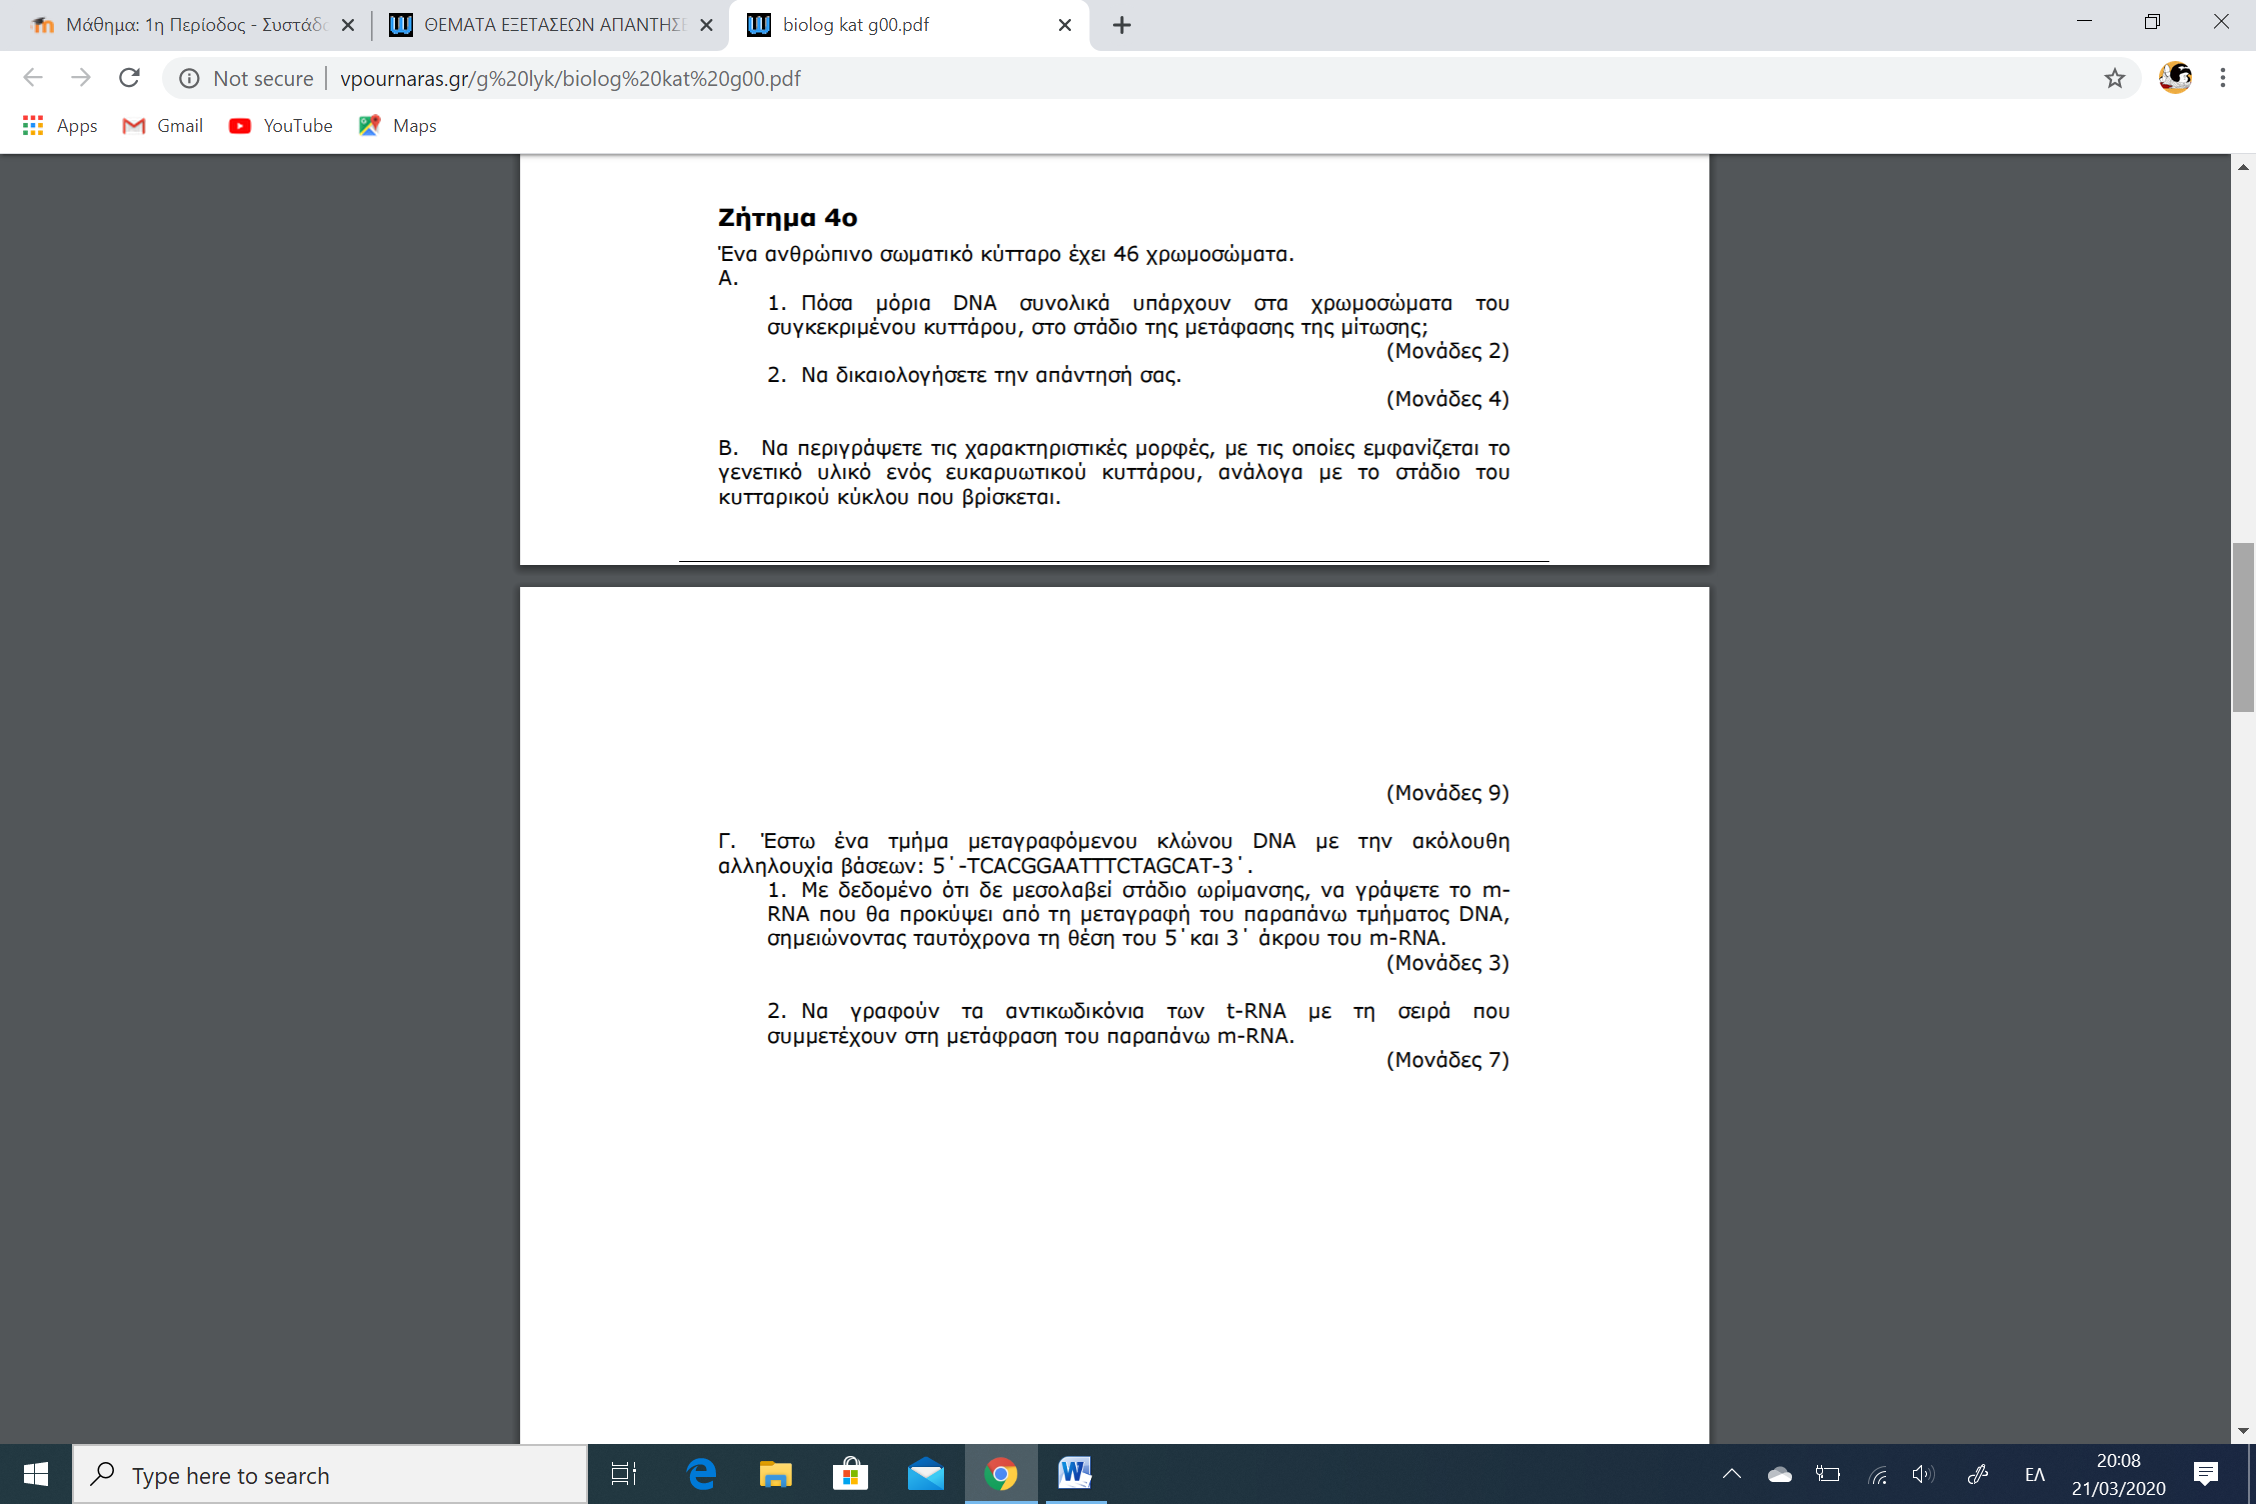 Μάθημα: 1η Περίοδος - Συστάδα
ΘΕΜΑΤΑ ΕΞΕΤΑΣΕΩΝ ΑΠΑΝΤΗΣΕ
biolog kat g00.pdf
Not secure
vpournaras.gr/g%20lyk/biolog%20kat%20g00.pdf
Apps
Gmail
YouTube
Maps
Ζήτημα 4ο
Ένα ανθρώπινο σωματικό κύτταρο έχει 46 χρωμοσώματα.
Α.
1. Πόσα μόρια DNA συνολικά υπάρχουν στα χρωμοσώματα του
συγκεκριμένου κυττάρου, στο στάδιο της μετάφασης της μίτωσης;
(Μονάδες 2)
2. Να δικαιολογήσετε την απάντησή σας.
(Μονάδες 4)
Β. Να περιγράψετε τις χαρακτηριστικές μορφές, με τις οποίες εμφανίζεται το
γενετικό υλικό ενός ευκαρυωτικού κυττάρου, ανάλογα με το στάδιο του
κυτταρικού κύκλου που βρίσκεται.
(Μονάδες 9)
Γ. Έστω ένα τμήμα μεταγραφόμενου κλώνου DNA με την ακόλουθη
αλληλουχία βάσεων: 5΄-TCACGGAATTTCTAGCAT-3΄.
1. Με δεδομένο ότι δε μεσολαβεί στάδιο ωρίμανσης, να γράψετε το m-
RNA που θα προκύψει από τη μεταγραφή του παραπάνω τμήματος DNA,
σημειώνοντας ταυτόχρονα τη θέση του 5΄και 3΄ άκρου του m-RNA.
(Μονάδες 3)
2. Να γραφούν τα αντικωδικόνια των t-RNA με τη σειρά που
συμμετέχουν στη μετάφραση του παραπάνω m-RNA.
(Μονάδες 7)
Type here to search
ΕΛ
20:08
21/03/2020